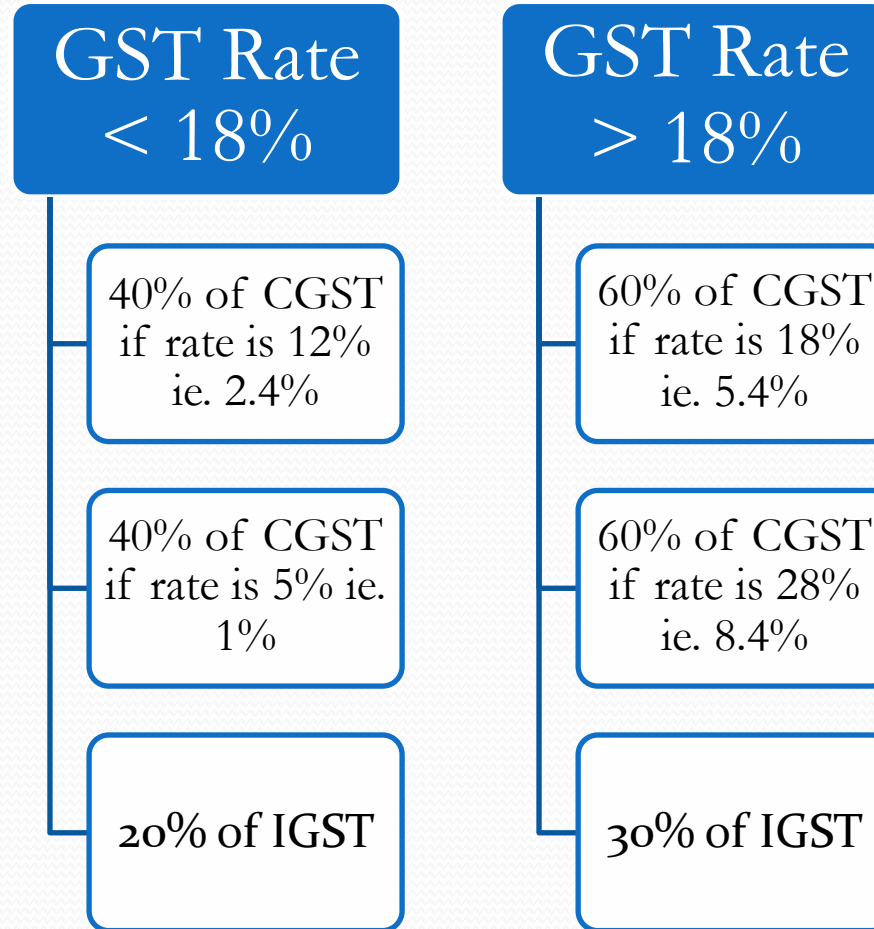 GST Rate
< 18%
40% of CGST
if rate is 12%
ie. 2.4%
40% of CGST
if rate is 5% ie.
1%
20% of IGST
GST Rate
> 18%
60% of CGST
if rate is 18%
ie. 5.4%
60% of CGST
if rate is 28%
ie. 8.4%
30% of IGST